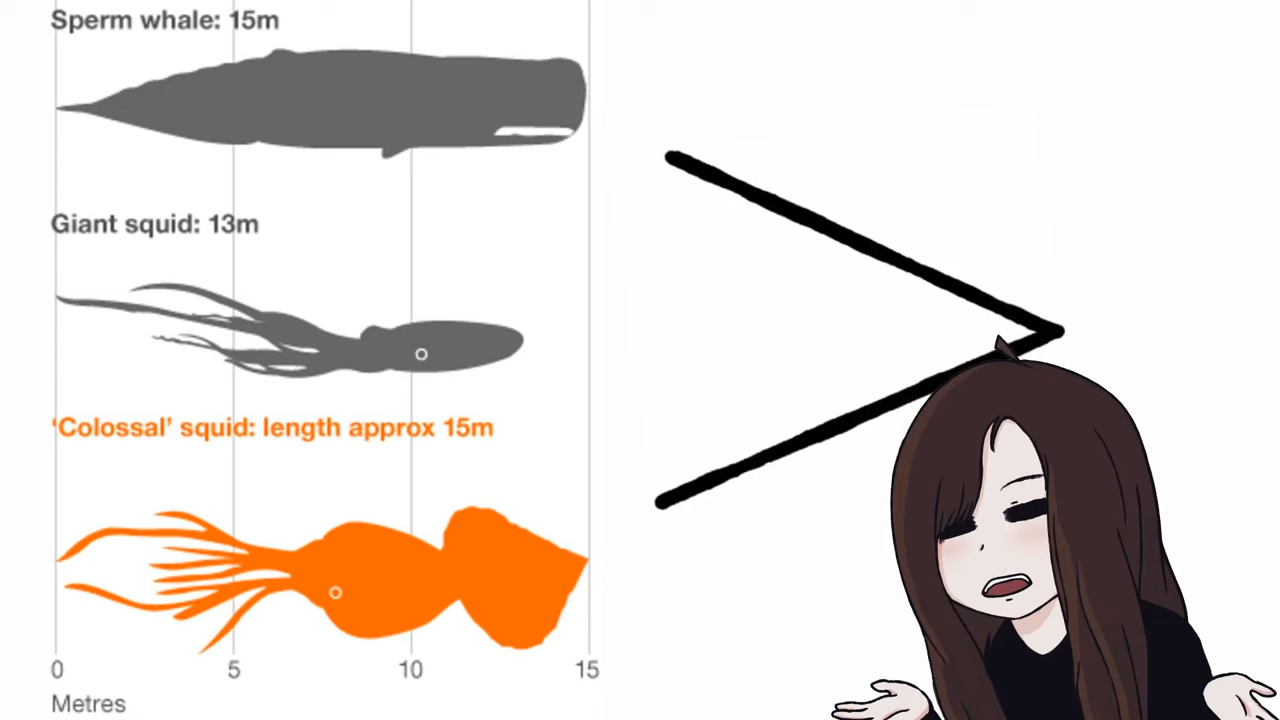 Sperm whale: 15m
Giant squid: 13m
‘Colossal’ squid: length approx 15m
0 5 10 15
Metres